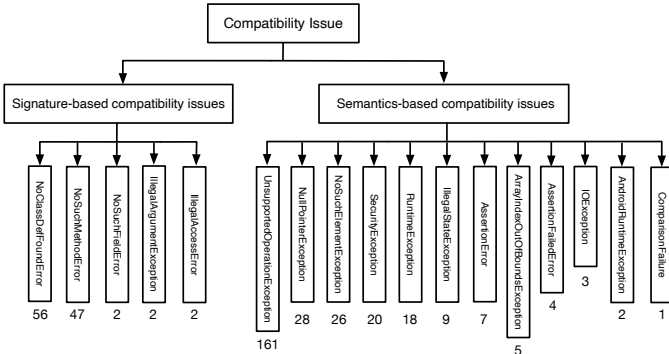 Compatibility Issue
Signature-based compatibility issues
Semantics-based compatibility issues
NoClassDefFoundError
NoSuchMethodError
NoSuchFieldError
IllegalArgumentException
IllegalAccessError
UnsupportedOperationException
NullPointerException
NoSuchElementException
SecurityException
RuntimeException
IllegalStateException
AssertionError
ArrayIndexOutOfBoundsException
AssertionFailedError
IOException
AndroidRuntimeException
ComparisonFailure
56
47
2
2
2
161
28
26
20
18
9
7
5
4
3
2
1